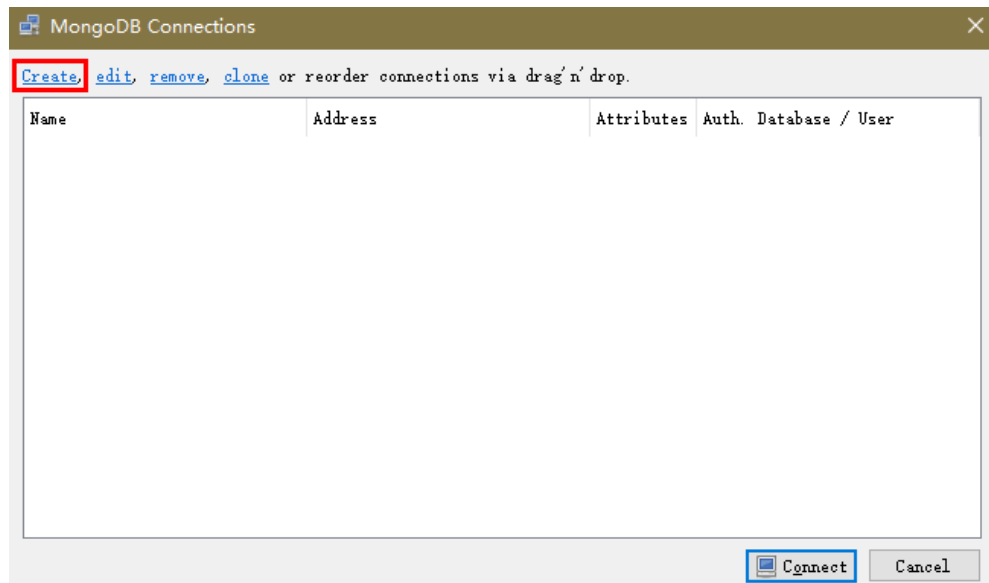 MongoDB Connections
Create, edit, remove, clone or reorder connections via drag'n'drop.
Name Address Attributes Auth. Database / User
Connect Cancel